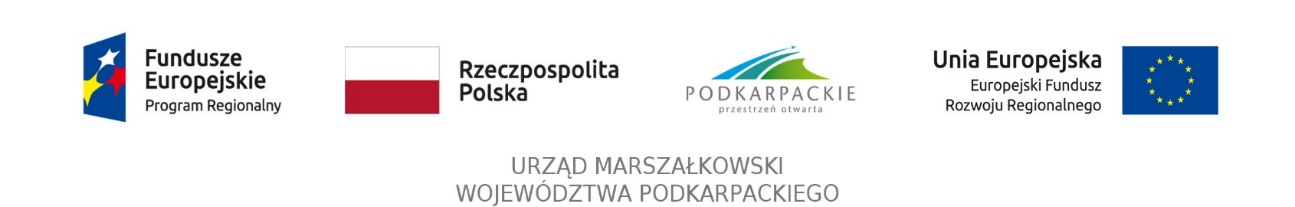 Fundusze
Europejskie
Program Regionalny
Rzeczpospolita
Polska
PODKARPACKIE
przestrzeń otwarta
Unia Europejska
Europejski Fundusz
Rozwoju Regionalnego
URZĄD MARSZAŁKOWSKI
WOJEWÓDZTWA PODKARPACKIEGO